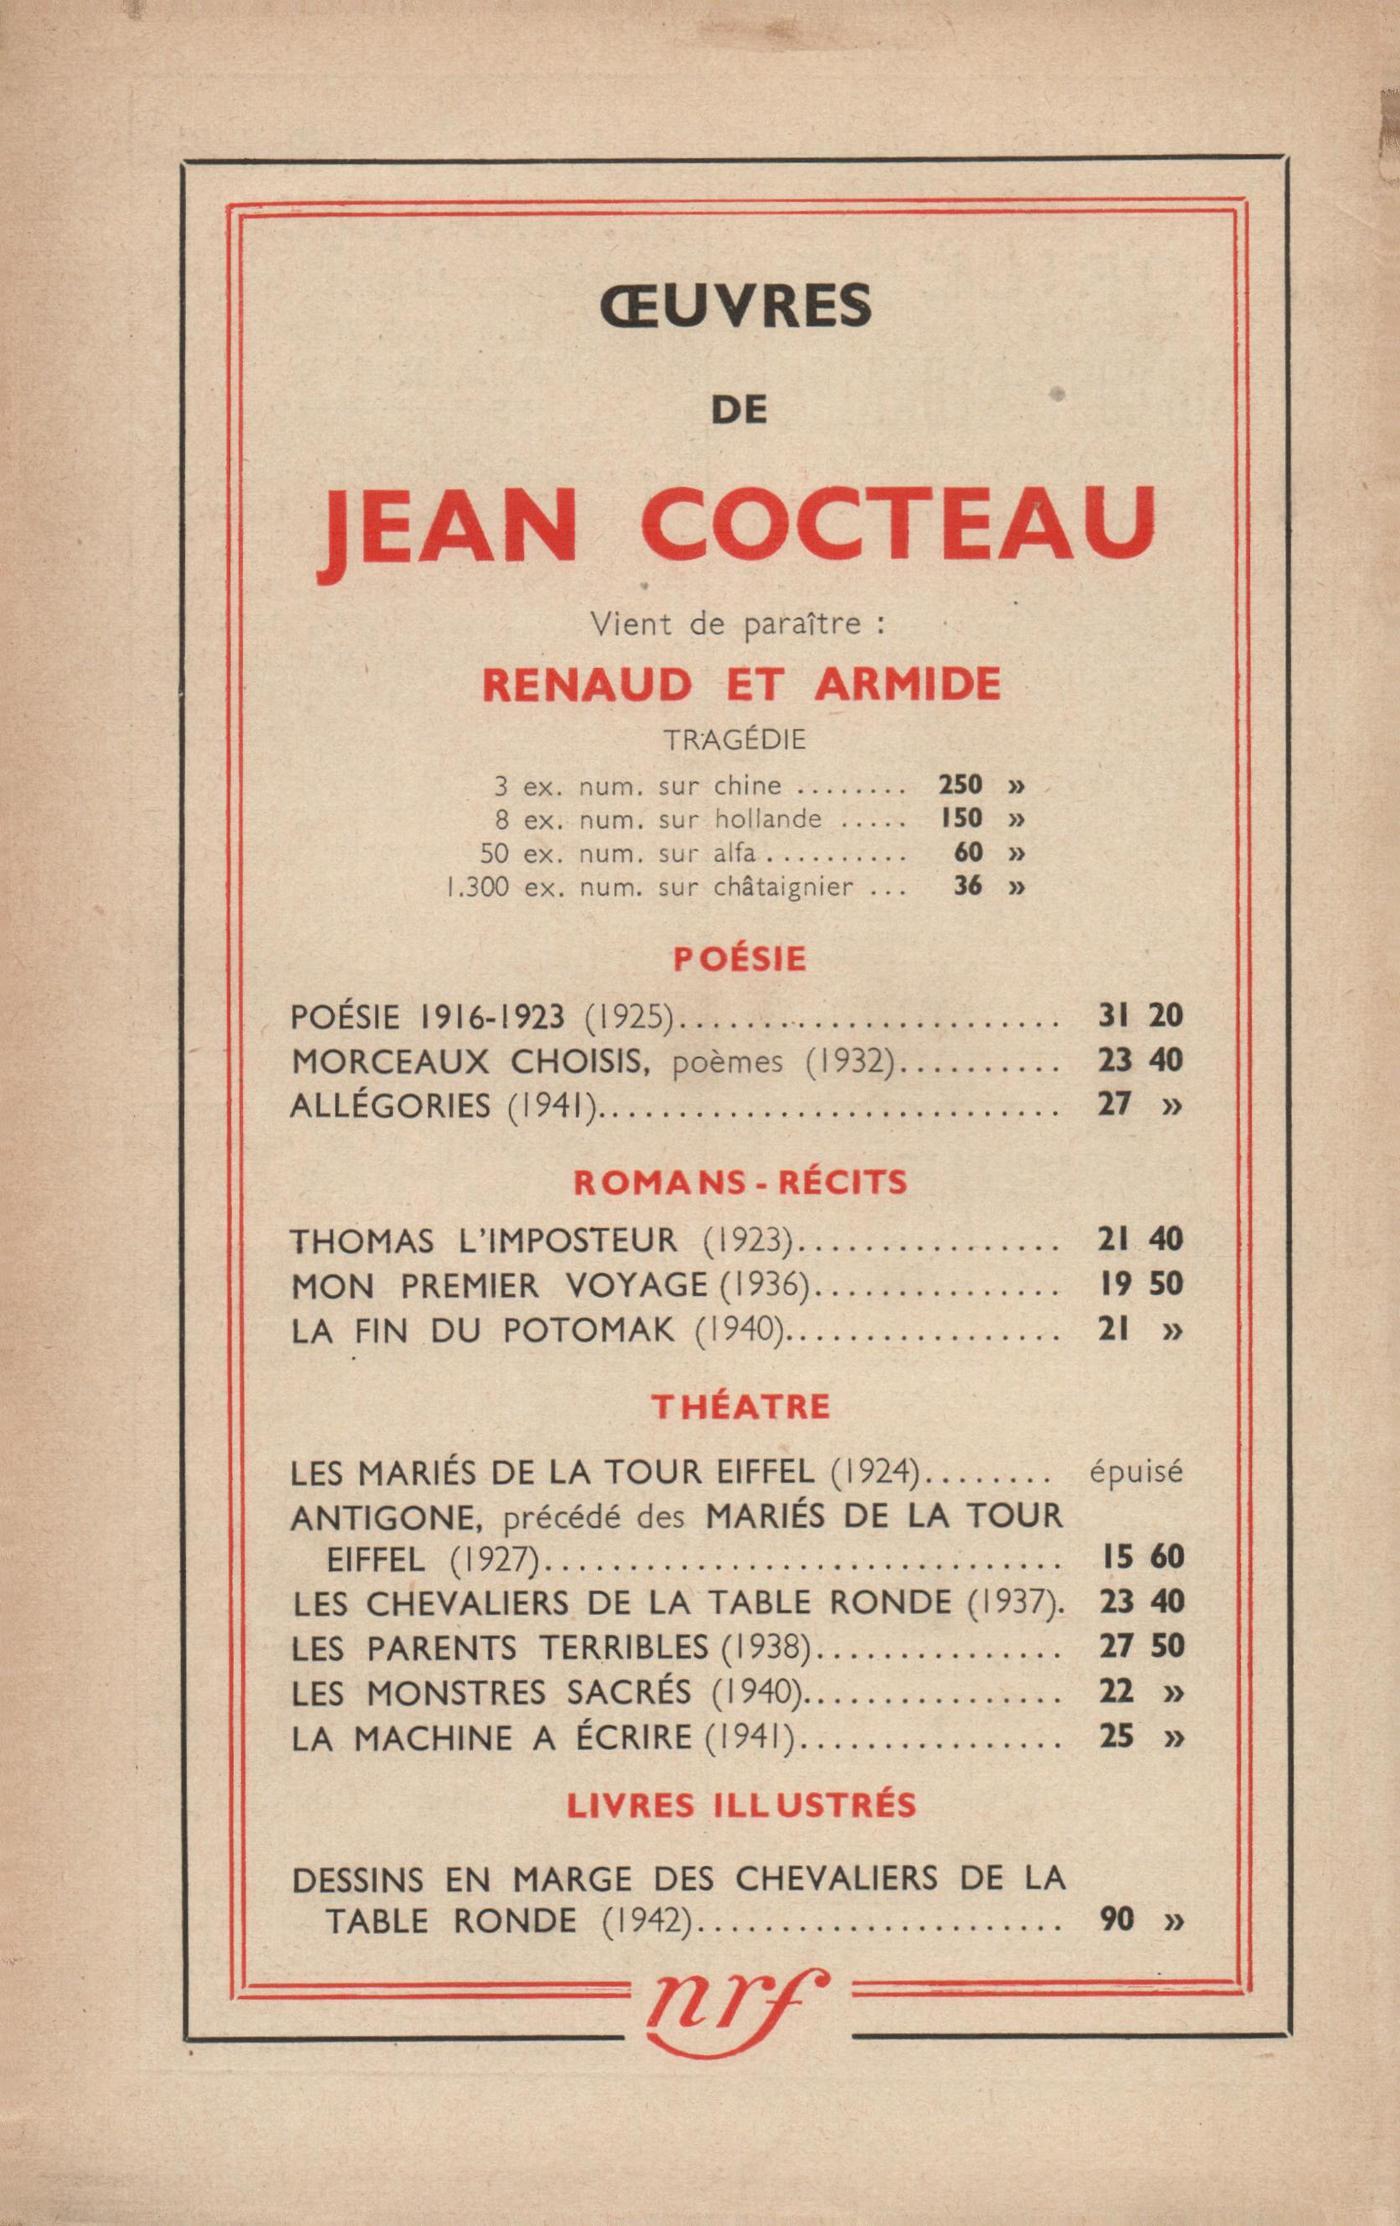 ŒUVRES
DE
JEAN COCTEAU
Vient de paraître :
RENAUD ET ARMIDE
TRAGÉDIE
3 ex. num. sur chine ........ 250 »
8 ex. num. sur hollande ..... 150 »
50 ex. num. sur alfa.......... 60 »
1.300 ex. num. sur châtaignier ... 36 »
POÉSIE
POÉSIE 1916-1923 (1925)........................ 31 20
MORCEAUX CHOISIS, poèmes (1932).......... 23 40
ALLÉGORIES (1941)............................. 27 »
ROMANS - RÉCITS
THOMAS L'IMPOSTEUR (1923)................. 21 40
MON PREMIER VOYAGE (1936)............... 19 50
LA FIN DU POTOMAK (1940)................. 21 »
THÉATRE
LES MARIÉS DE LA TOUR EIFFEL (1924)........ épuisé
ANTIGONE, précédé des MARIÉS DE LA TOUR
EIFFEL (1927)................................ 15 60
LES CHEVALIERS DE LA TABLE RONDE (1937). 23 40
LES PARENTS TERRIBLES (1938)............... 27 50
LES MONSTRES SACRÉS (1940)................ 22 »
LA MACHINE A ÉCRIRE (1941)................ 25 »
LIVRES ILLUSTRÉS
DESSINS EN MARGE DES CHEVALIERS DE LA
TABLE RONDE (1942)....................... 90 »
nrf